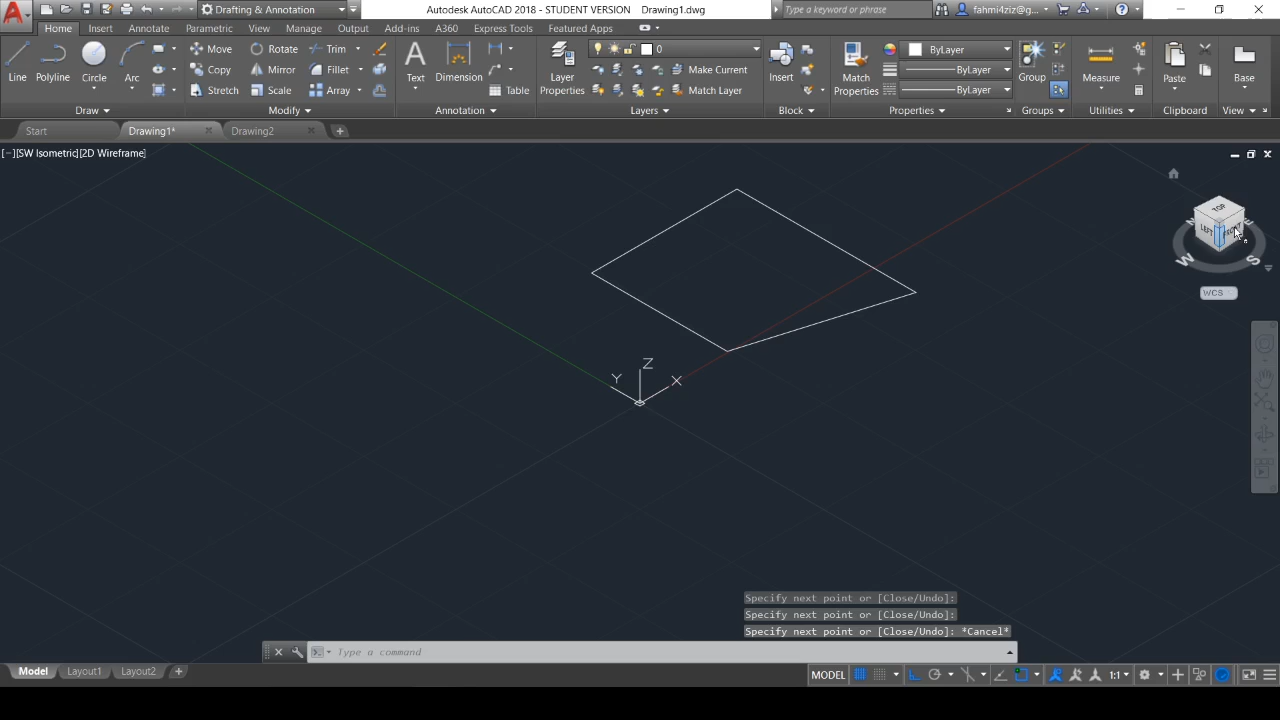 Drafting & Annotation
Autodesk AutoCAD 2018 - STUDENT VERSION Drawing1.dwg
Type a keyword or phrase
fahmi4ziz@g...
Home Insert Annotate Parametric View Manage Output Add-ins A360 Express Tools Featured Apps
Line
Polyline
Circle
Arc
Move
Rotate
Trim
Copy
Mirror
Fillet
Stretch
Scale
Array
Text
Dimension
Table
Layer
Properties
0
Make Current
Match Layer
Insert
Match
Properties
ByLayer
ByLayer
ByLayer
Group
Measure
Paste
Base
Draw
Modify
Annotation
Layers
Block
Properties
Groups
Utilities
Clipboard
View
Start
Drawing1*
Drawing2
[−][SW Isometric][2D Wireframe]
TOP
LEFT
W
S
WCS
Z
Y
X
Specify next point or [Close/Undo]:
Specify next point or [Close/Undo]:
Specify next point or [Close/Undo]: *Cancel*
Type a command
Model Layout1 Layout2
MODEL
1:1